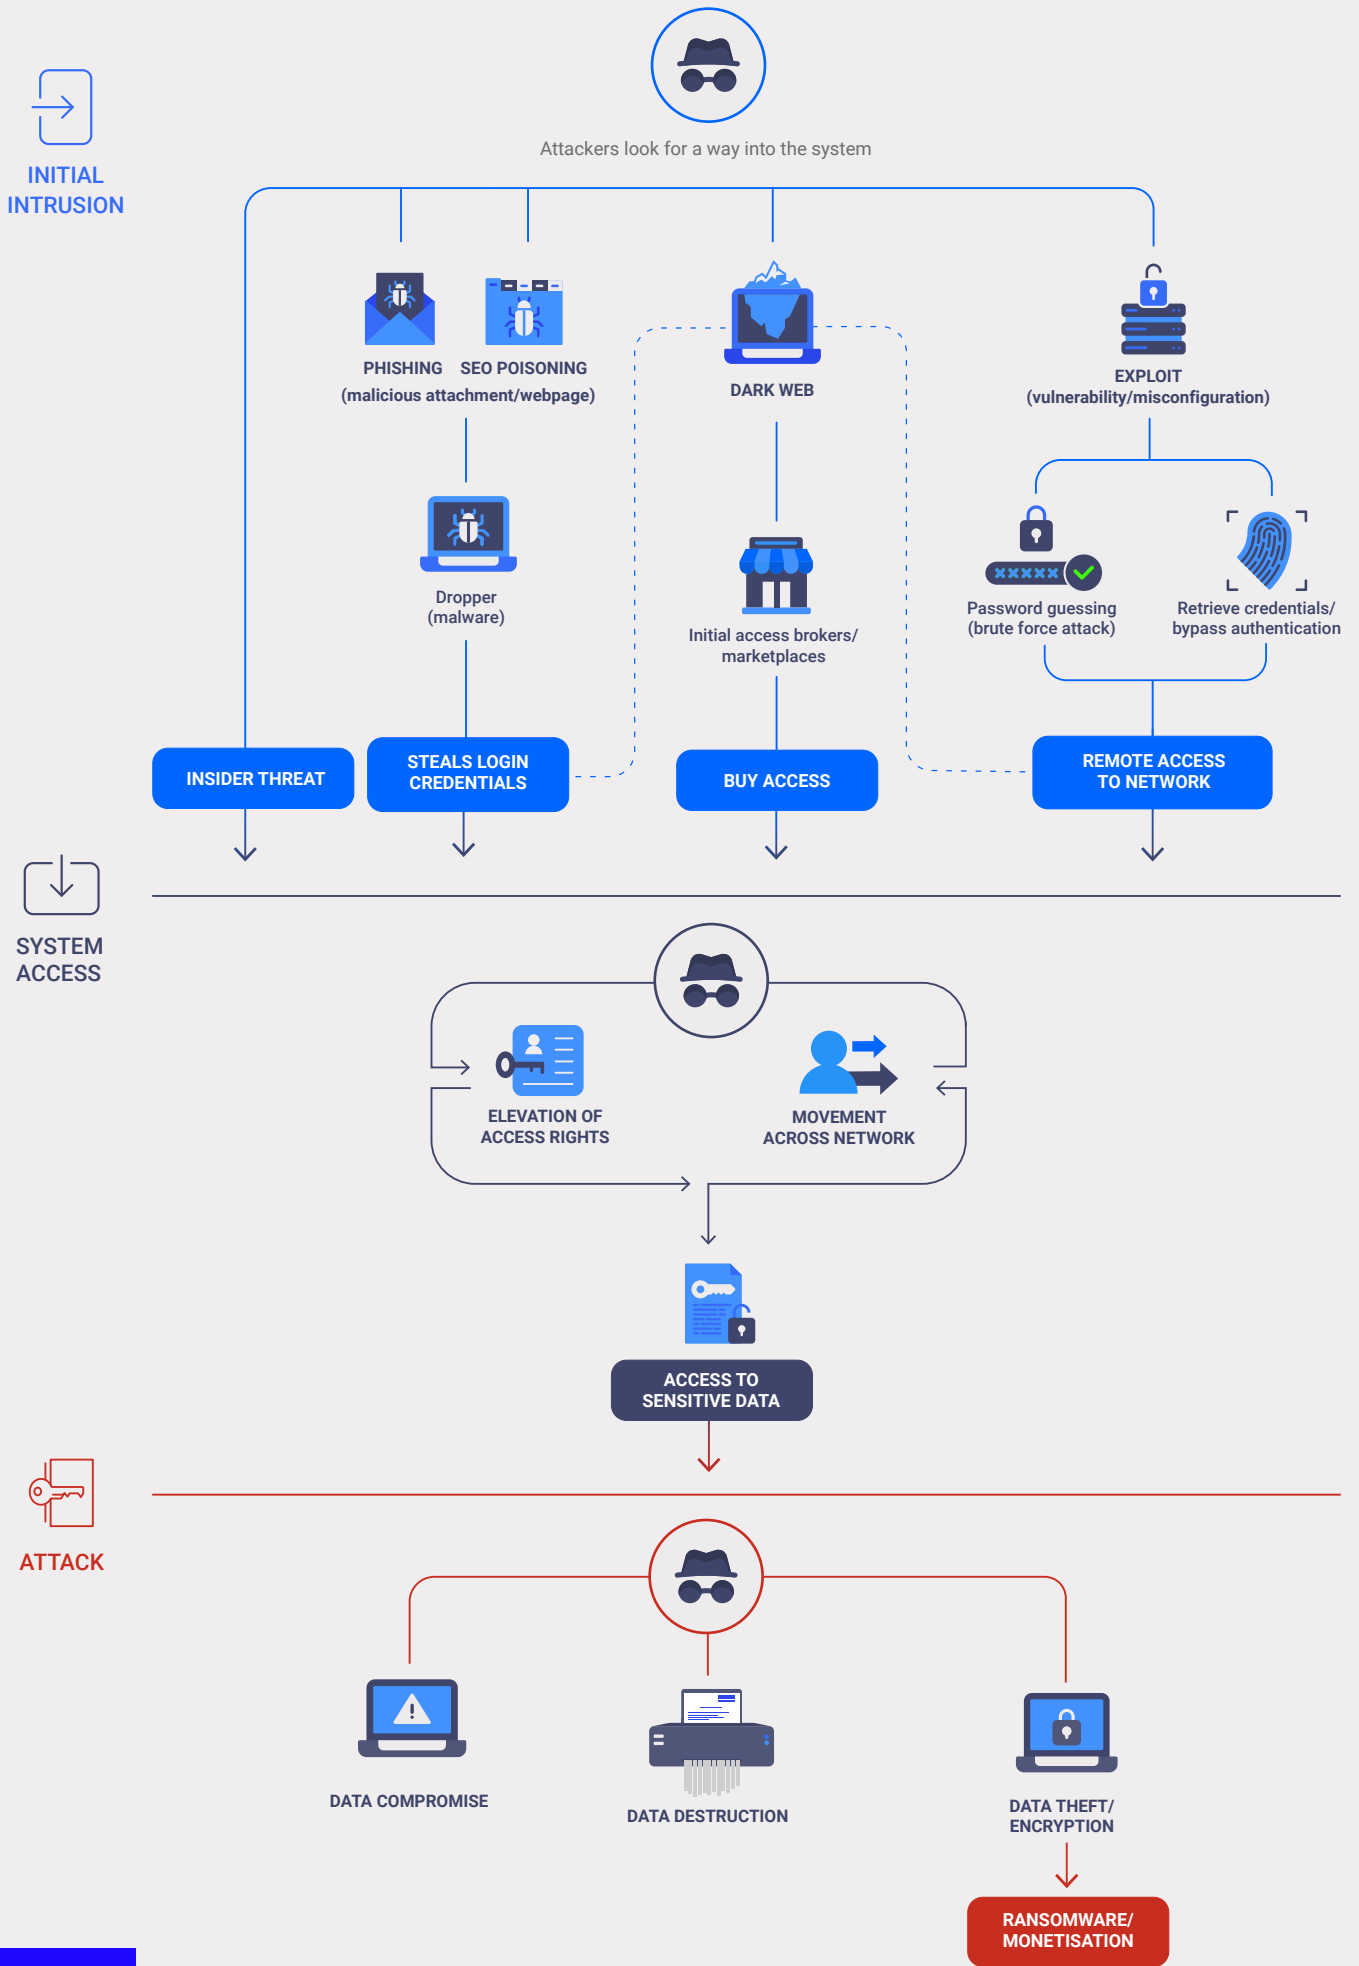 Attackers look for a way into the system
INITIAL
INTRUSION
PHISHING
SEO POISONING
(malicious attachment/webpage)
DARK WEB
EXPLOIT
(vulnerability/misconfiguration)
Dropper
(malware)
Initial access brokers/
marketplaces
Password guessing
(brute force attack)
Retrieve credentials/
bypass authentication
INSIDER THREAT
STEALS LOGIN
CREDENTIALS
BUY ACCESS
REMOTE ACCESS
TO NETWORK
SYSTEM
ACCESS
ELEVATION OF
ACCESS RIGHTS
MOVEMENT
ACROSS NETWORK
ACCESS TO
SENSITIVE DATA
ATTACK
DATA COMPROMISE
DATA DESTRUCTION
DATA THEFT/
ENCRYPTION
RANSOMWARE/
MONETISATION